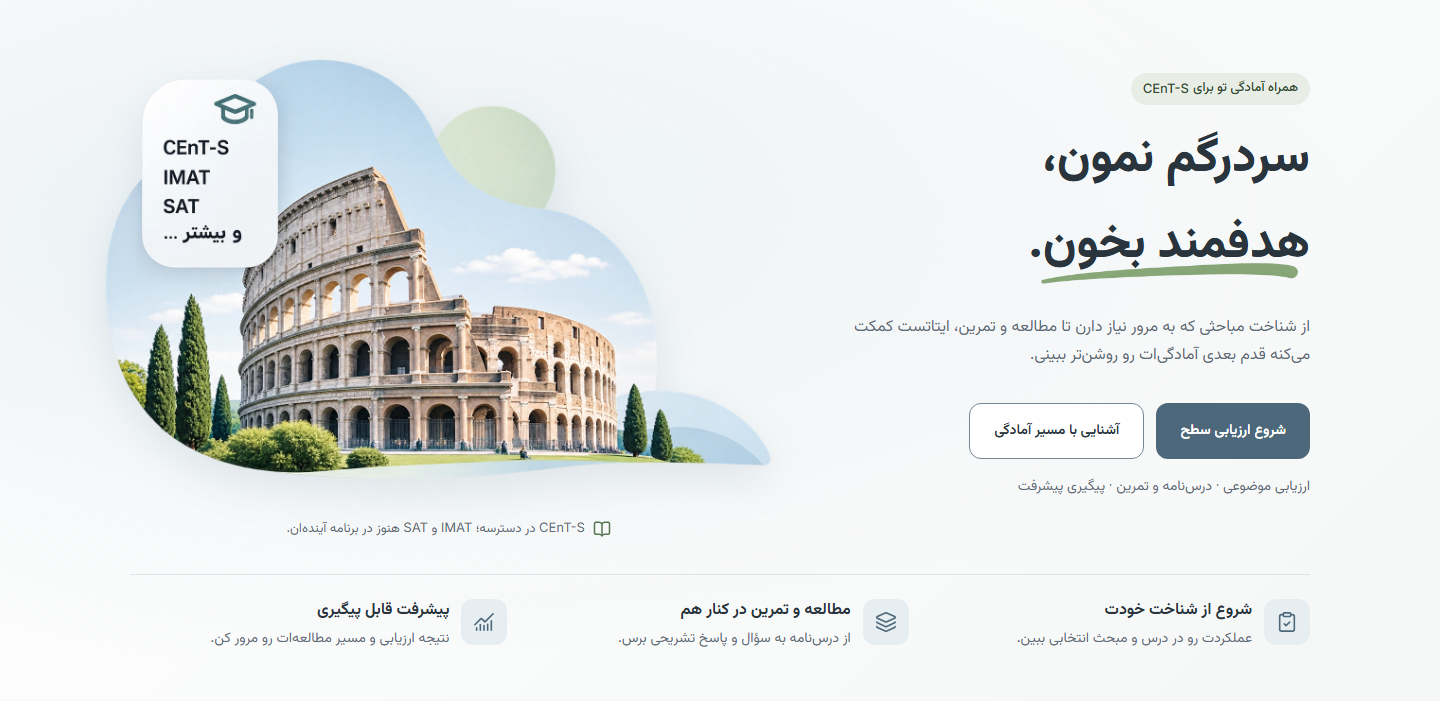 همراه آمادگی تو برای CEnT-S
سردرگم نمون،
هدفمند بخون.
از شناخت مباحثی که به مرور نیاز دارن تا مطالعه و تمرین، ایتاتست کمکت
می‌کنه قدم بعدی آمادگی‌ات رو روشن‌تر ببینی.
شروع ارزیابی سطح
آشنایی با مسیر آمادگی
ارزیابی موضوعی · درس‌نامه و تمرین · پیگیری پیشرفت
CEnT-S
IMAT
SAT
و بیشتر ...
CEnT-S در دسترسه؛ IMAT و SAT هنوز در برنامه آینده‌ان.
شروع از شناخت خودت
عملکردت رو در درس و مبحث انتخابی ببین.
مطالعه و تمرین در کنار هم
از درس‌نامه به سؤال و پاسخ تشریحی برس.
پیشرفت قابل پیگیری
نتیجه ارزیابی و مسیر مطالعه‌ات رو مرور کن.